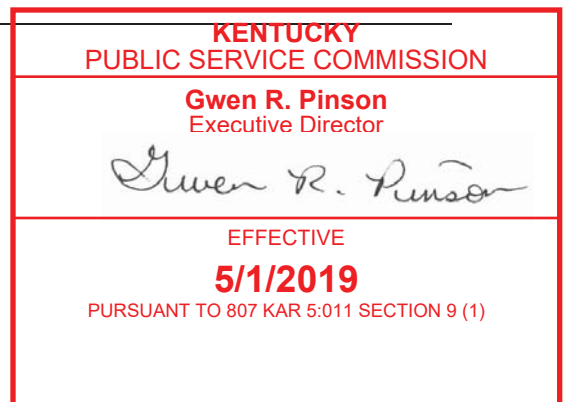 KENTUCKY
PUBLIC SERVICE COMMISSION
Gwen R. Pinson
Executive Director
Gwen R. Pinson
EFFECTIVE
5/1/2019
PURSUANT TO 807 KAR 5:011 SECTION 9 (1)